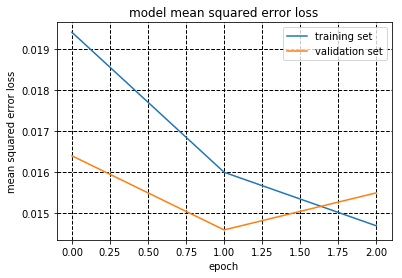 model mean squared error loss
training set
validation set
mean squared error loss
0.019
0.018
0.017
0.016
0.015
0.00 0.25 0.50 0.75 1.00 1.25 1.50 1.75 2.00
epoch